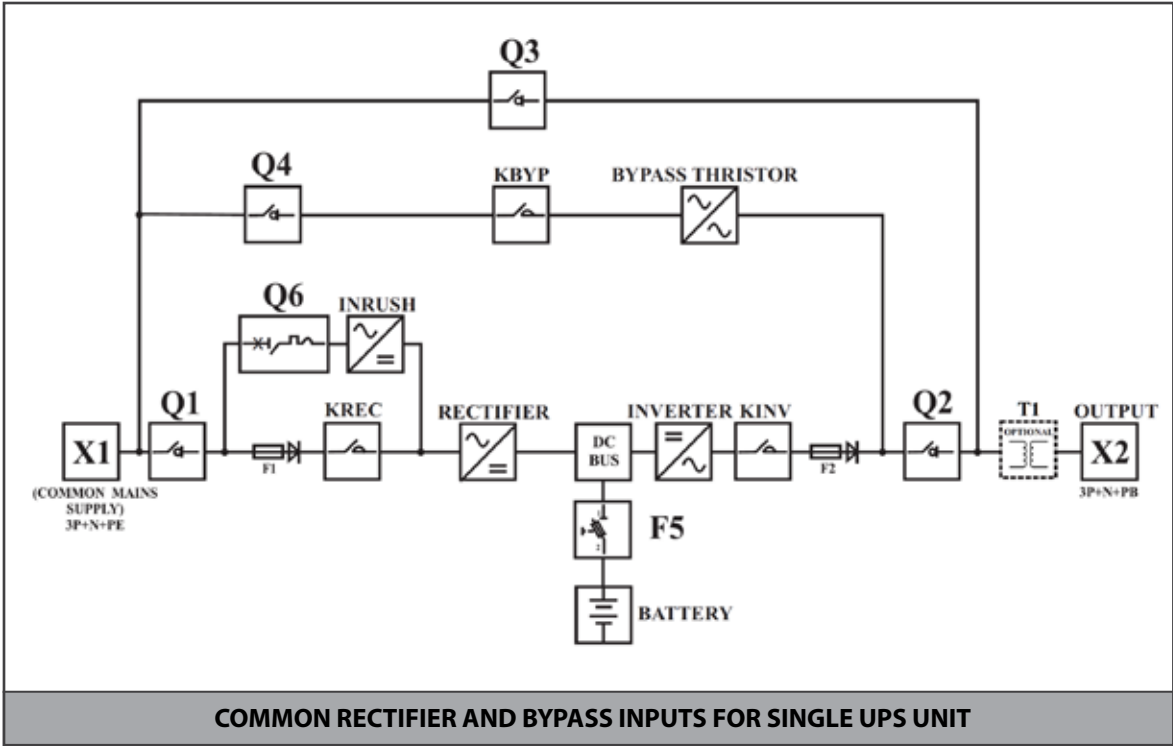 Q3
Q4
KBYP
BYPASS THRISTOR
Q6
INRUSH
Q1
KREC
RECTIFIER
INVERTER
KINV
Q2
T1
OUTPUT
X1
F1
DC
BUS
F2
OPTIONAL
X2
(COMMON MAINS
SUPPLY)
3P+N+PE
3P+N+PB
F5
BATTERY
COMMON RECTIFIER AND BYPASS INPUTS FOR SINGLE UPS UNIT